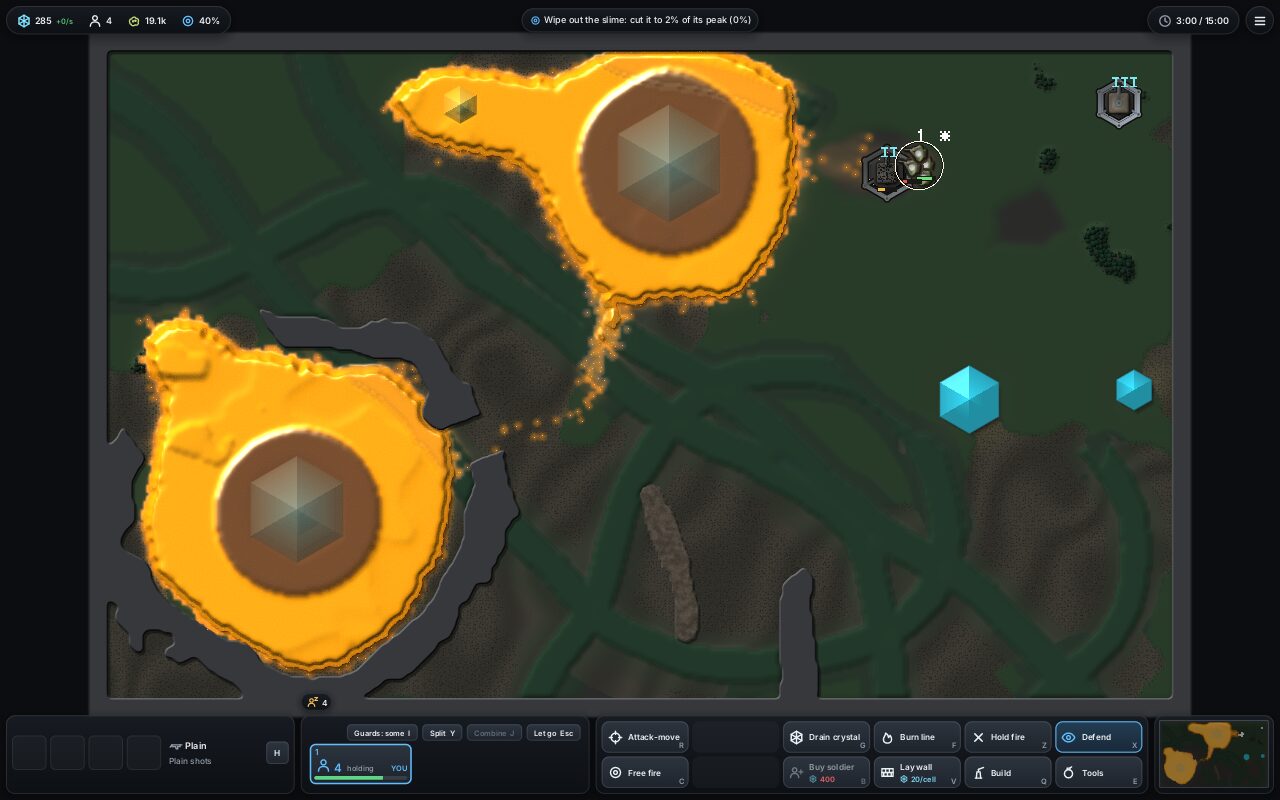 285 +0/s 4 19.1k 40%
Wipe out the slime: cut it to 2% of its peak (0%)
3:00 / 15:00
III
1
II
4
Plain
Plain shots
H
Guards: some I
Split Y
Combine J
Let go Esc
1
4 holding YOU
Attack-move R
Drain crystal G
Burn line F
Hold fire Z
Defend X
Free fire C
Buy soldier 400 B
Lay wall 20/cell V
Build Q
Tools E